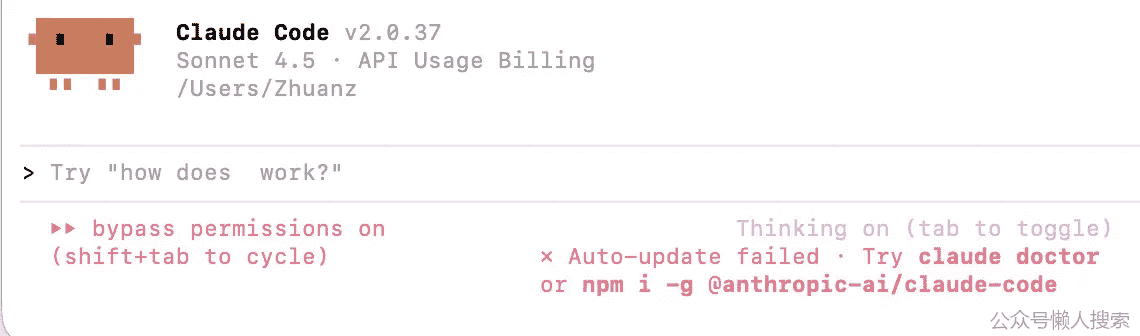 Claude Code v2.0.37
Sonnet 4.5 · API Usage Billing
/Users/Zhuanz
> Try "how does  work?"
▸▸ bypass permissions on
(shift+tab to cycle)
Thinking on (tab to toggle)
× Auto-update failed · Try claude doctor
or npm i -g @anthropic-ai/claude-code
公众号懒人搜索